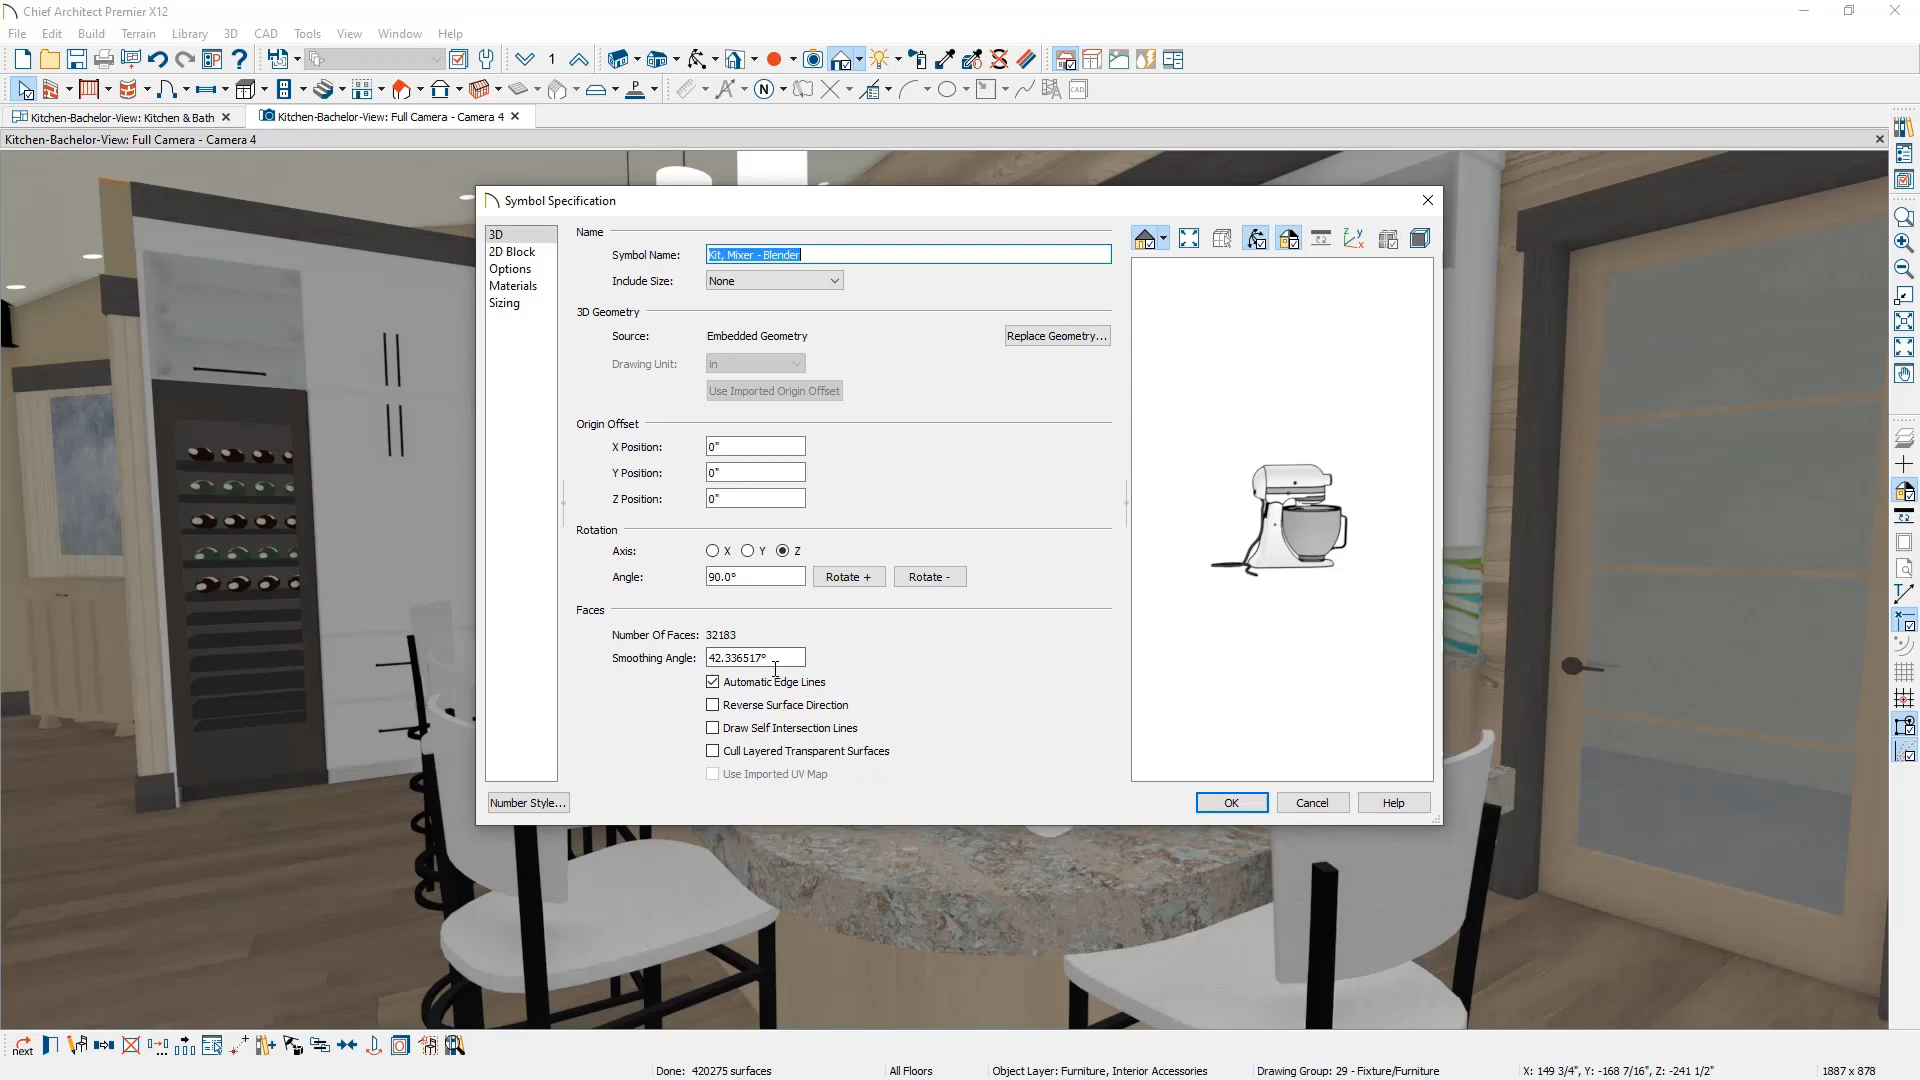 Chief Architect Premier X12
File Edit Build Terrain Library 3D CAD Tools View Window Help
1
Kitchen-Bachelor-View: Kitchen & Bath
Kitchen-Bachelor-View: Full Camera - Camera 4
Kitchen-Bachelor-View: Full Camera - Camera 4
Symbol Specification
3D
2D Block
Options
Materials
Sizing
Name
Symbol Name: Kit, Mixer - Blender
Include Size: None
3D Geometry
Source: Embedded Geometry Replace Geometry...
Drawing Unit: in
Use Imported Origin Offset
Origin Offset
X Position: 0"
Y Position: 0"
Z Position: 0"
Rotation
Axis: X Y Z
Angle: 90.0° Rotate + Rotate -
Faces
Number Of Faces: 32183
Smoothing Angle: 42.336517°
Automatic Edge Lines
Reverse Surface Direction
Draw Self Intersection Lines
Cull Layered Transparent Surfaces
Use Imported UV Map
Number Style... OK Cancel Help
next
Done: 420275 surfaces All Floors Object Layer: Furniture, Interior Accessories Drawing Group: 29 - Fixture/Furniture X: 149 3/4", Y: -168 7/16", Z: -241 1/2" 1887 x 878